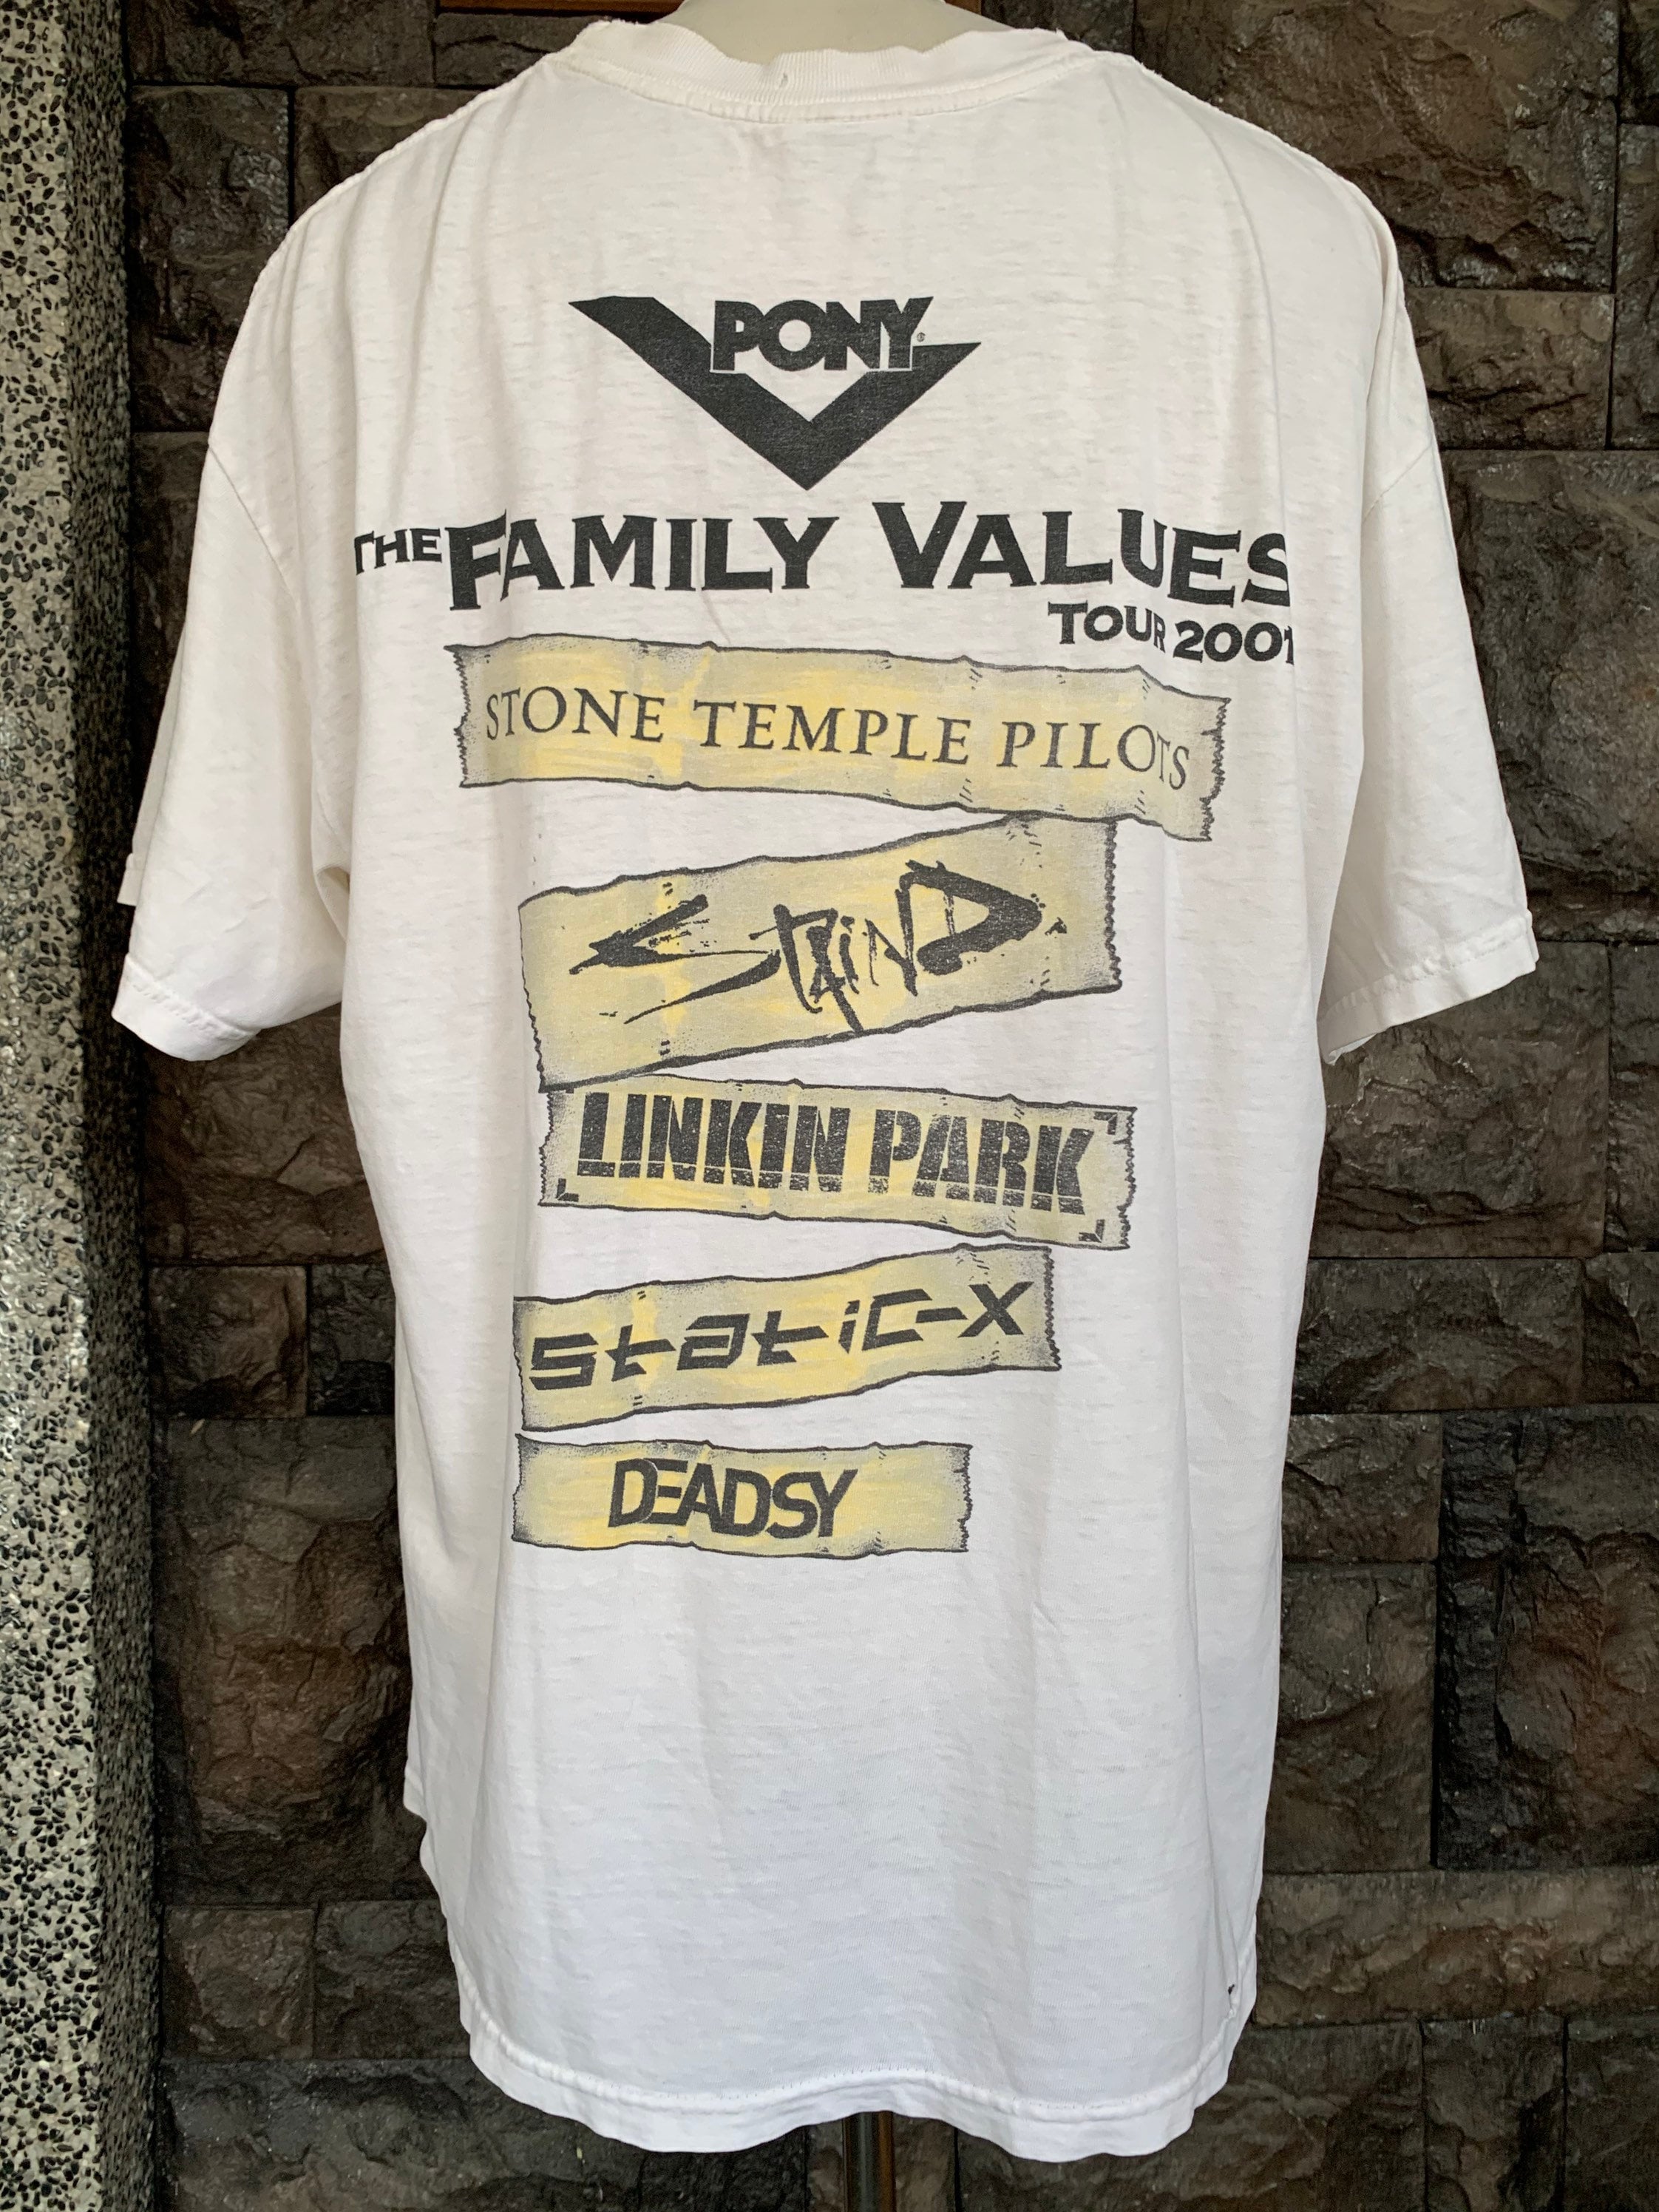 PONY®
THE FAMILY VALUES
TOUR 2001
STONE TEMPLE PILOTS
STAiND
LINKIN PARK
static-x
DEADSY